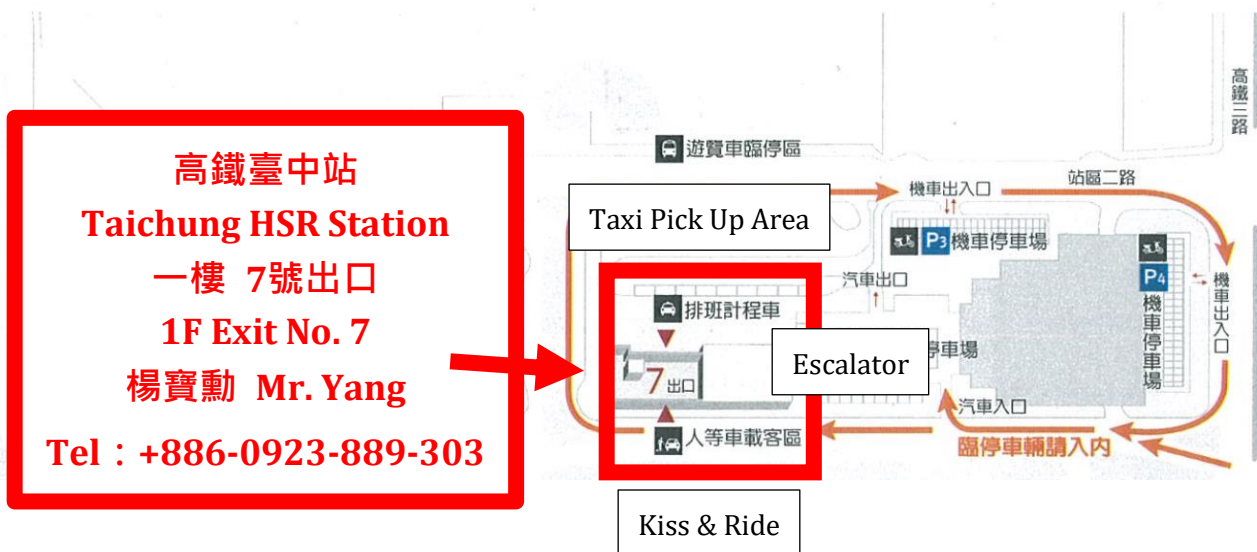 高鐵臺中站
Taichung HSR Station
一樓 7號出口
1F Exit No. 7
楊寶勳 Mr. Yang
Tel：+886-0923-889-303
高鐵三路
遊覽車臨停區
站區二路
機車出入口
Taxi Pick Up Area
P3 機車停車場
P4
機車停車場
機車出入口
汽車出口
排班計程車
Escalator
停車場
7 出口
汽車入口
人等車載客區
臨停車輛請入內
Kiss & Ride